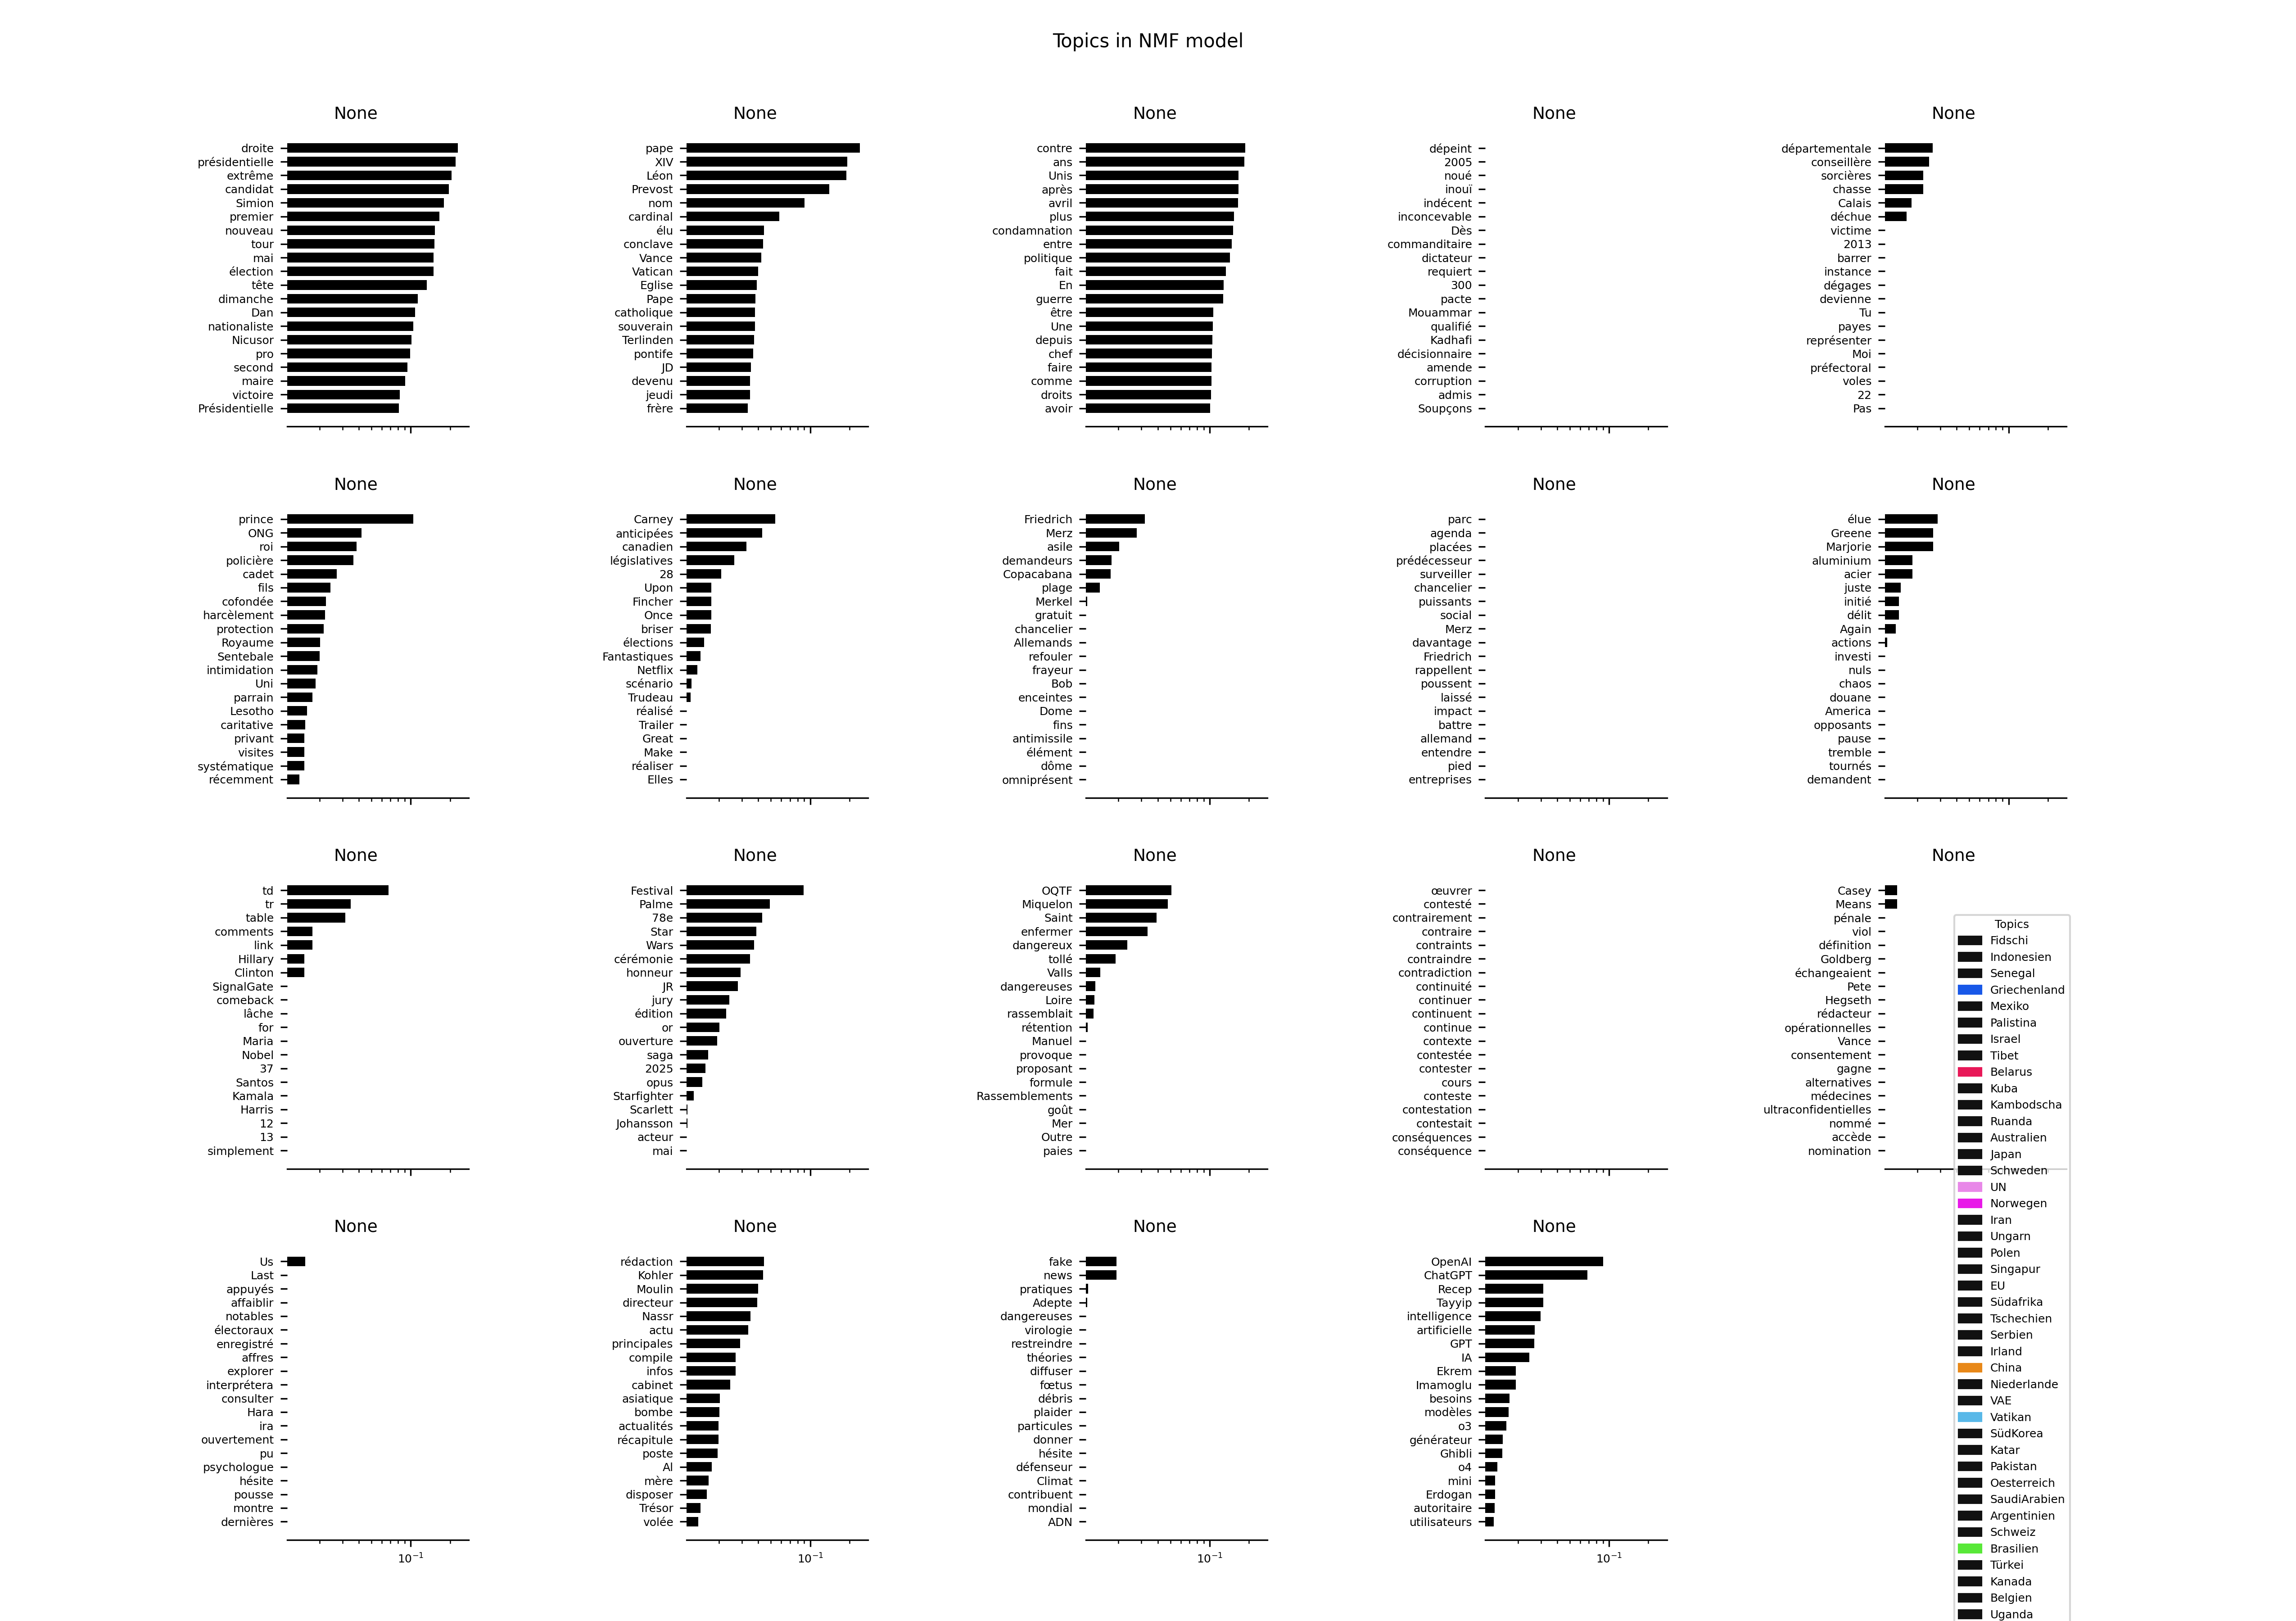 Topics in NMF model
None
droite
présidentielle
extrême
candidat
Simion
premier
nouveau
tour
mai
élection
tête
dimanche
Dan
nationaliste
Nicusor
pro
second
maire
victoire
Présidentielle
None
pape
XIV
Léon
Prevost
nom
cardinal
élu
conclave
Vance
Vatican
Eglise
Pape
catholique
souverain
Terlinden
pontife
JD
devenu
jeudi
frère
None
contre
ans
Unis
après
avril
plus
condamnation
entre
politique
fait
En
guerre
être
Une
depuis
chef
faire
comme
droits
avoir
None
dépeint
2005
noué
inouï
indécent
inconcevable
Dès
commanditaire
dictateur
requiert
300
pacte
Mouammar
qualifié
Kadhafi
décisionnaire
amende
corruption
admis
Soupçons
None
départementale
conseillère
sorcières
chasse
Calais
déchue
victime
2013
barrer
instance
dégages
devienne
Tu
payes
représenter
Moi
préfectoral
voles
22
Pas
None
prince
ONG
roi
policière
cadet
fils
cofondée
harcèlement
protection
Royaume
Sentebale
intimidation
Uni
parrain
Lesotho
caritative
privant
visites
systématique
récemment
None
Carney
anticipées
canadien
législatives
28
Upon
Fincher
Once
briser
élections
Fantastiques
Netflix
scénario
Trudeau
réalisé
Trailer
Great
Make
réaliser
Elles
None
Friedrich
Merz
asile
demandeurs
Copacabana
plage
Merkel
gratuit
chancelier
Allemands
refouler
frayeur
Bob
enceintes
Dome
fins
antimissile
élément
dôme
omniprésent
None
parc
agenda
placées
prédécesseur
surveiller
chancelier
puissants
social
Merz
davantage
Friedrich
rappellent
poussent
laissé
impact
battre
allemand
entendre
pied
entreprises
None
élue
Greene
Marjorie
aluminium
acier
juste
initié
délit
Again
actions
investi
nuls
chaos
douane
America
opposants
pause
tremble
tournés
demandent
None
td
tr
table
comments
link
Hillary
Clinton
SignalGate
comeback
lâche
for
Maria
Nobel
37
Santos
Kamala
Harris
12
13
simplement
None
Festival
Palme
78e
Star
Wars
cérémonie
honneur
JR
jury
édition
or
ouverture
saga
2025
opus
Starfighter
Scarlett
Johansson
acteur
mai
None
OQTF
Miquelon
Saint
enfermer
dangereux
tollé
Valls
dangereuses
Loire
rassemblait
rétention
Manuel
provoque
proposant
formule
Rassemblements
goût
Mer
Outre
paies
None
œuvrer
contesté
contrairement
contraire
contraints
contraindre
contradiction
continuité
continuer
continuent
continue
contexte
contestée
contester
cours
conteste
contestation
contestait
conséquences
conséquence
None
Casey
Means
pénale
viol
définition
Goldberg
échangeaient
Pete
Hegseth
rédacteur
opérationnelles
Vance
consentement
gagne
alternatives
médecines
ultraconfidentielles
nommé
accède
nomination
None
Us
Last
appuyés
affaiblir
notables
électoraux
enregistré
affres
explorer
interprétera
consulter
Hara
ira
ouvertement
pu
psychologue
hésite
pousse
montre
dernières
10⁻¹
None
rédaction
Kohler
Moulin
directeur
Nassr
actu
principales
compile
infos
cabinet
asiatique
bombe
actualités
récapitule
poste
Al
mère
disposer
Trésor
volée
10⁻¹
None
fake
news
pratiques
Adepte
dangereuses
virologie
restreindre
théories
diffuser
fœtus
débris
plaider
particules
donner
hésite
défenseur
Climat
contribuent
mondial
ADN
10⁻¹
None
OpenAI
ChatGPT
Recep
Tayyip
intelligence
artificielle
GPT
IA
Ekrem
Imamoglu
besoins
modèles
o3
générateur
Ghibli
o4
mini
Erdogan
autoritaire
utilisateurs
10⁻¹
Topics
Fidschi
Indonesien
Senegal
Griechenland
Mexiko
Palistina
Israel
Tibet
Belarus
Kuba
Kambodscha
Ruanda
Australien
Japan
Schweden
UN
Norwegen
Iran
Ungarn
Polen
Singapur
EU
Südafrika
Tschechien
Serbien
Irland
China
Niederlande
VAE
Vatikan
SüdKorea
Katar
Pakistan
Oesterreich
SaudiArabien
Argentinien
Schweiz
Brasilien
Türkei
Kanada
Belgien
Uganda